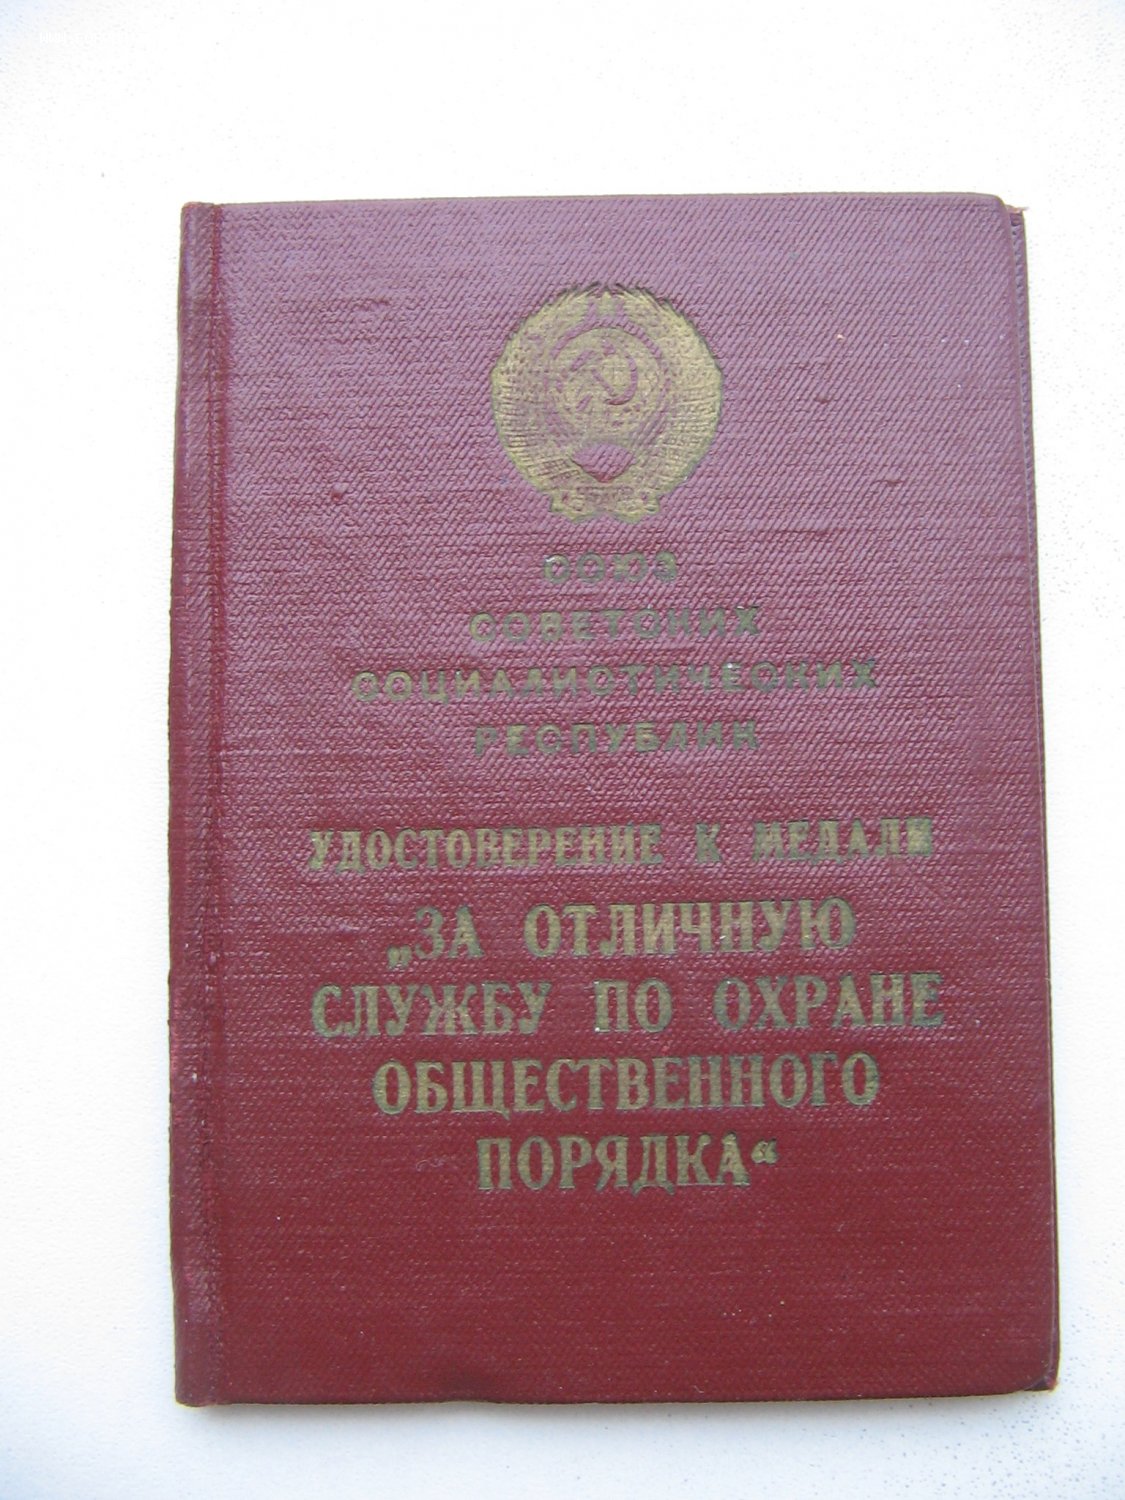 СОЮЗ
СОВЕТСКИХ
СОЦИАЛИСТИЧЕСКИХ
РЕСПУБЛИК
УДОСТОВЕРЕНИЕ К МЕДАЛИ
„ЗА ОТЛИЧНУЮ
СЛУЖБУ ПО ОХРАНЕ
ОБЩЕСТВЕННОГО
ПОРЯДКА“